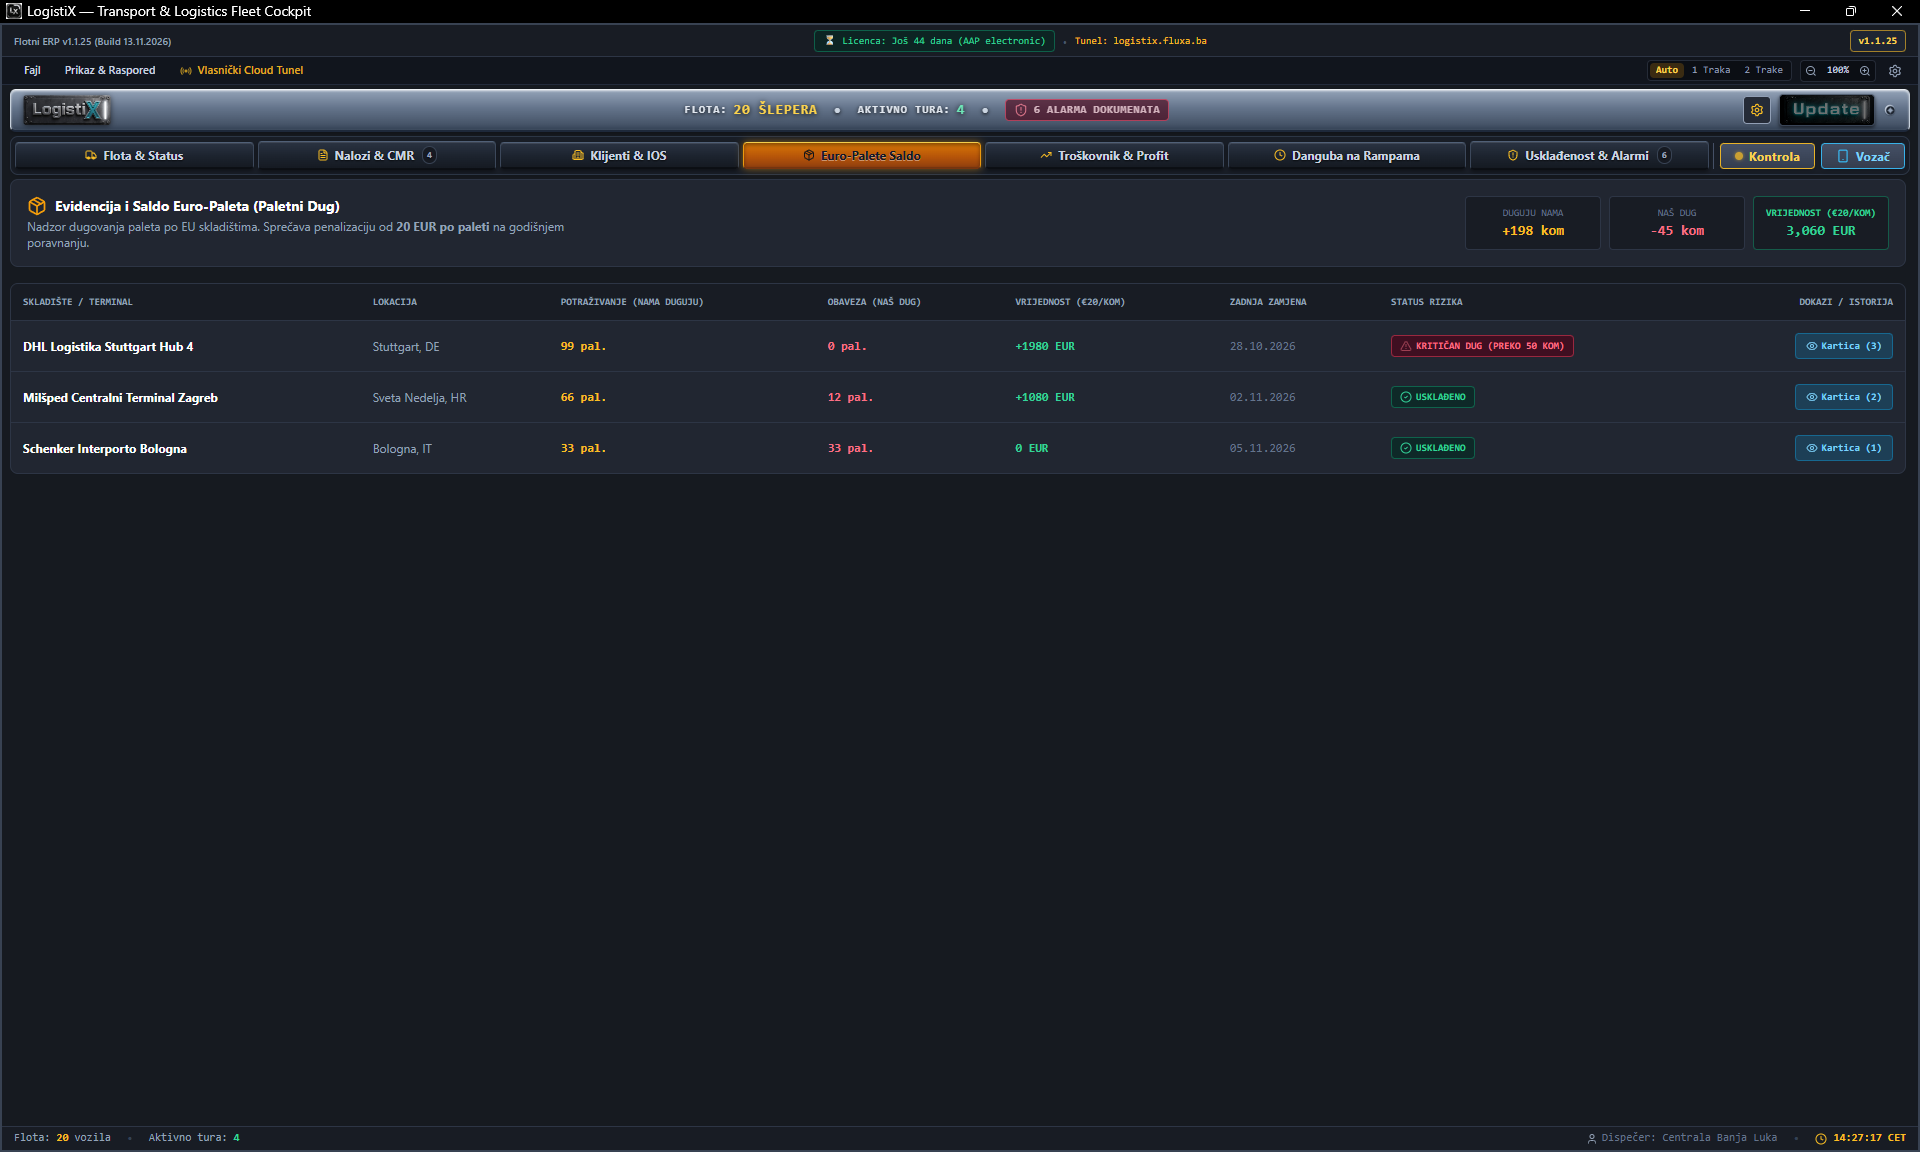 LogistiX — Transport & Logistics Fleet Cockpit
Flotni ERP v1.1.25 (Build 13.11.2026)
Licenca: Još 44 dana (AAP electronic)
Tunel: logistix.fluxa.ba
v1.1.25
Fajl
Prikaz & Raspored
Vlasnički Cloud Tunel
Auto
1 Traka
2 Trake
100%
LogistiX
FLOTA: 20 ŠLEPERA • AKTIVNO TURA: 4 •
6 ALARMA DOKUMENATA
Update
Flota & Status
Nalozi & CMR 4
Klijenti & IOS
Euro-Palete Saldo
Troškovnik & Profit
Danguba na Rampama
Usklađenost & Alarmi 6
Kontrola
Vozač
Evidencija i Saldo Euro-Paleta (Paletni Dug)
Nadzor dugovanja paleta po EU skladištima. Sprečava penalizaciju od 20 EUR po paleti na godišnjem
poravnanju.
DUGUJU NAMA
+198 kom
NAŠ DUG
-45 kom
VRIJEDNOST (€20/KOM)
3,060 EUR
SKLADIŠTE / TERMINAL LOKACIJA POTRAŽIVANJE (NAMA DUGUJU) OBAVEZA (NAŠ DUG) VRIJEDNOST (€20/KOM) ZADNJA ZAMJENA STATUS RIZIKA DOKAZI / ISTORIJA
DHL Logistika Stuttgart Hub 4 Stuttgart, DE 99 pal. 0 pal. +1980 EUR 28.10.2026 KRITIČAN DUG (PREKO 50 KOM) Kartica (3)
Milšped Centralni Terminal Zagreb Sveta Nedelja, HR 66 pal. 12 pal. +1080 EUR 02.11.2026 USKLAĐENO Kartica (2)
Schenker Interporto Bologna Bologna, IT 33 pal. 33 pal. 0 EUR 05.11.2026 USKLAĐENO Kartica (1)
Flota: 20 vozila • Aktivno tura: 4
Dispečer: Centrala Banja Luka • 14:27:17 CET